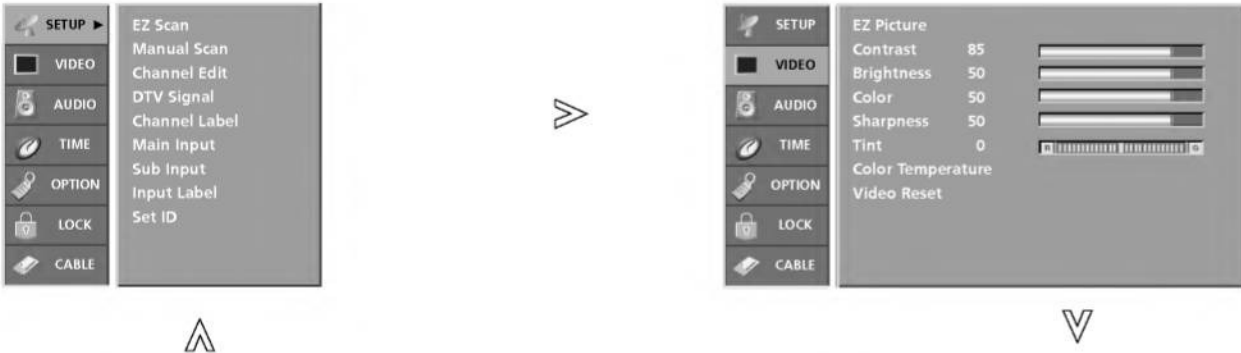 SETUP ►
VIDEO
AUDIO
TIME
OPTION
LOCK
CABLE
EZ Scan
Manual Scan
Channel Edit
DTV Signal
Channel Label
Main Input
Sub Input
Input Label
Set ID
SETUP
VIDEO
AUDIO
TIME
OPTION
LOCK
CABLE
EZ Picture
Contrast 85
Brightness 50
Color 50
Sharpness 50
Tint 0 R G
Color Temperature
Video Reset